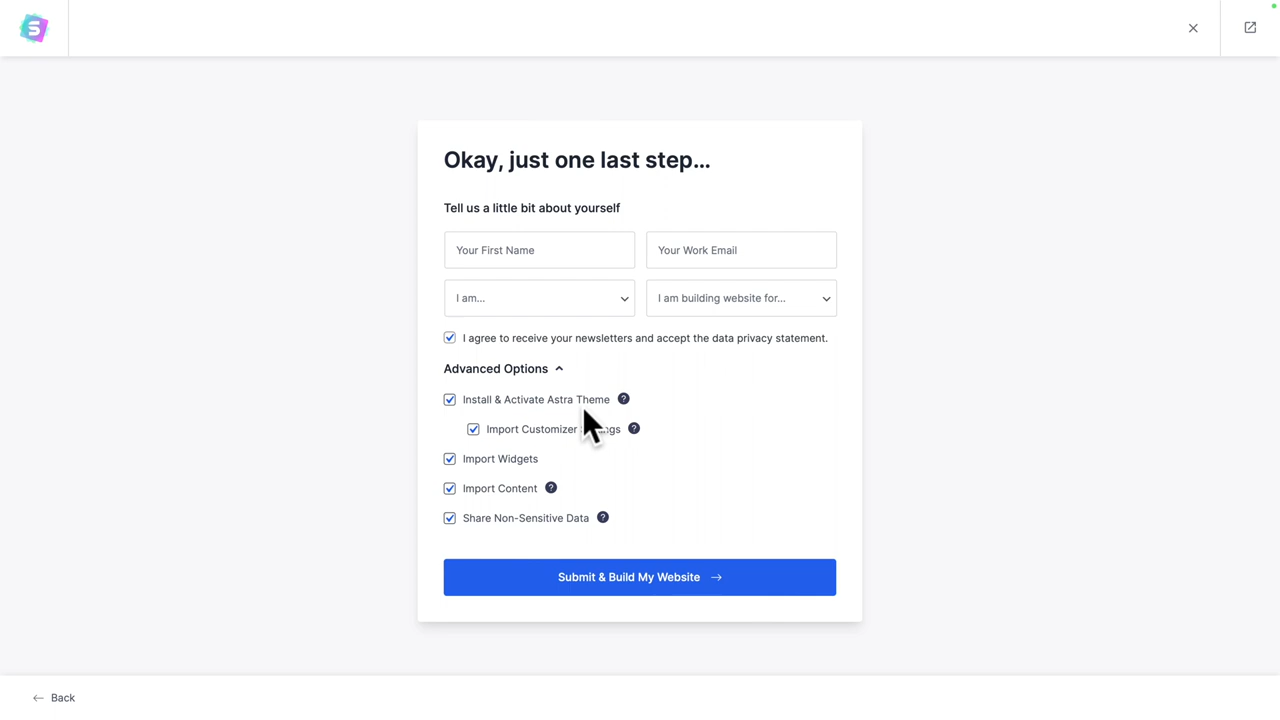 S
Okay, just one last step...
Tell us a little bit about yourself
Your First Name
Your Work Email
I am...
I am building website for...
I agree to receive your newsletters and accept the data privacy statement.
Advanced Options
Install & Activate Astra Theme ?
Import Customizer ?
Import Widgets
Import Content ?
Share Non-Sensitive Data ?
Submit & Build My Website →
← Back